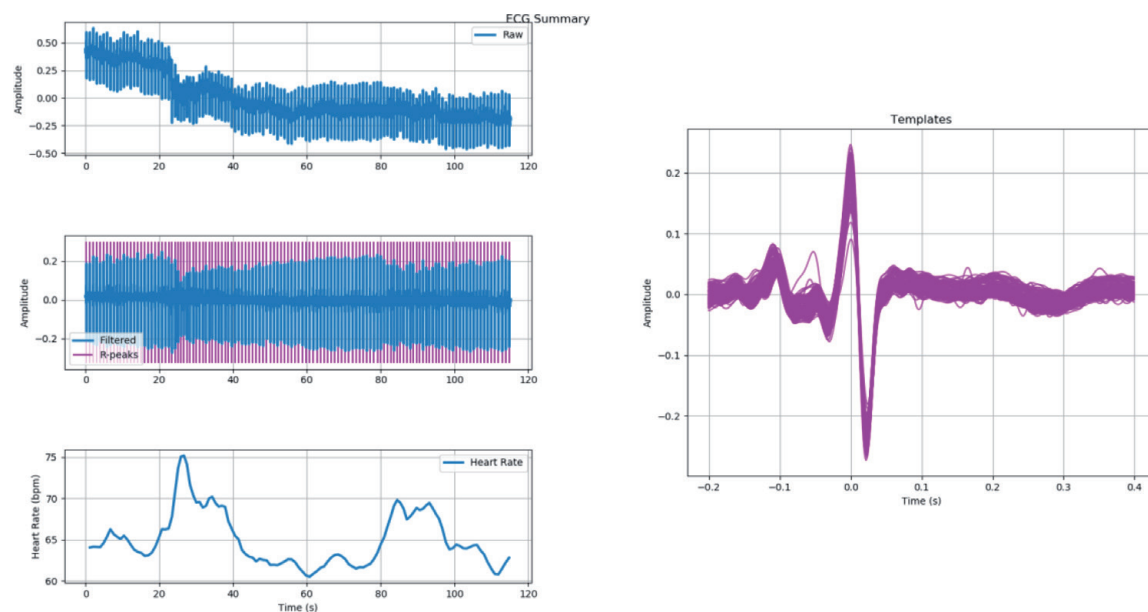 ECG Summary
Raw
Amplitude
0.50
0.25
0.00
−0.25
−0.50
0 20 40 60 80 100 120
Filtered
R-peaks
Amplitude
0.2
0.0
−0.2
0 20 40 60 80 100 120
Heart Rate
Heart Rate (bpm)
75
70
65
60
0 20 40 60 80 100 120
Time (s)
Templates
Amplitude
0.2
0.1
0.0
−0.1
−0.2
−0.2 −0.1 0.0 0.1 0.2 0.3 0.4
Time (s)